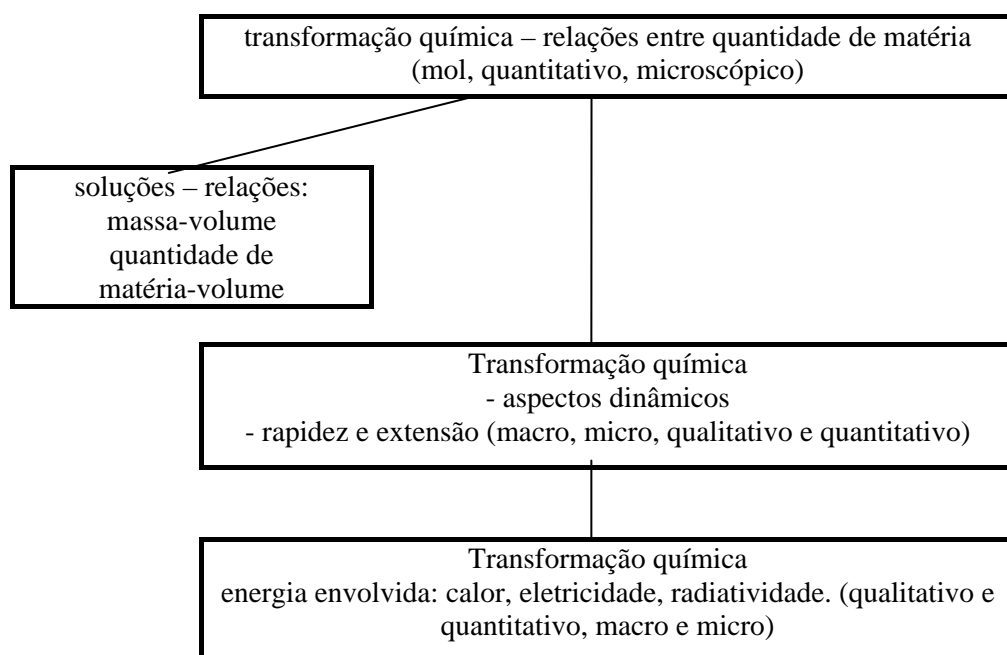 transformação química – relações entre quantidade de matéria
(mol, quantitativo, microscópico)
soluções – relações:
massa-volume
quantidade de
matéria-volume
Transformação química
- aspectos dinâmicos
- rapidez e extensão (macro, micro, qualitativo e quantitativo)
Transformação química
energia envolvida: calor, eletricidade, radiatividade. (qualitativo e
quantitativo, macro e micro)